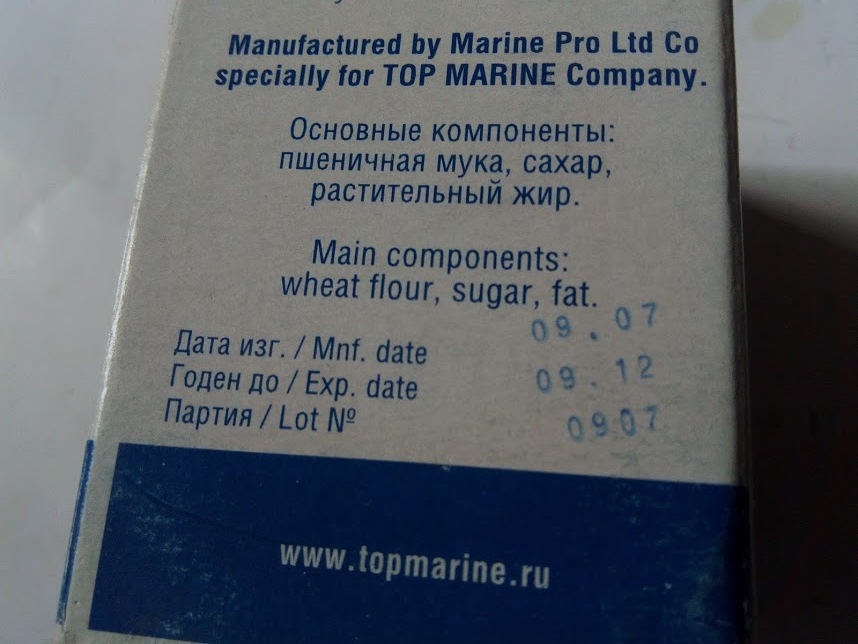 Manufactured by Marine Pro Ltd Co
specially for TOP MARINE Company.
Основные компоненты:
пшеничная мука, сахар,
растительный жир.
Main components:
wheat flour, sugar, fat.
Дата изг. / Mnf. date 09.07
Годен до / Exp. date 09.12
Партия / Lot № 0907
www.topmarine.ru